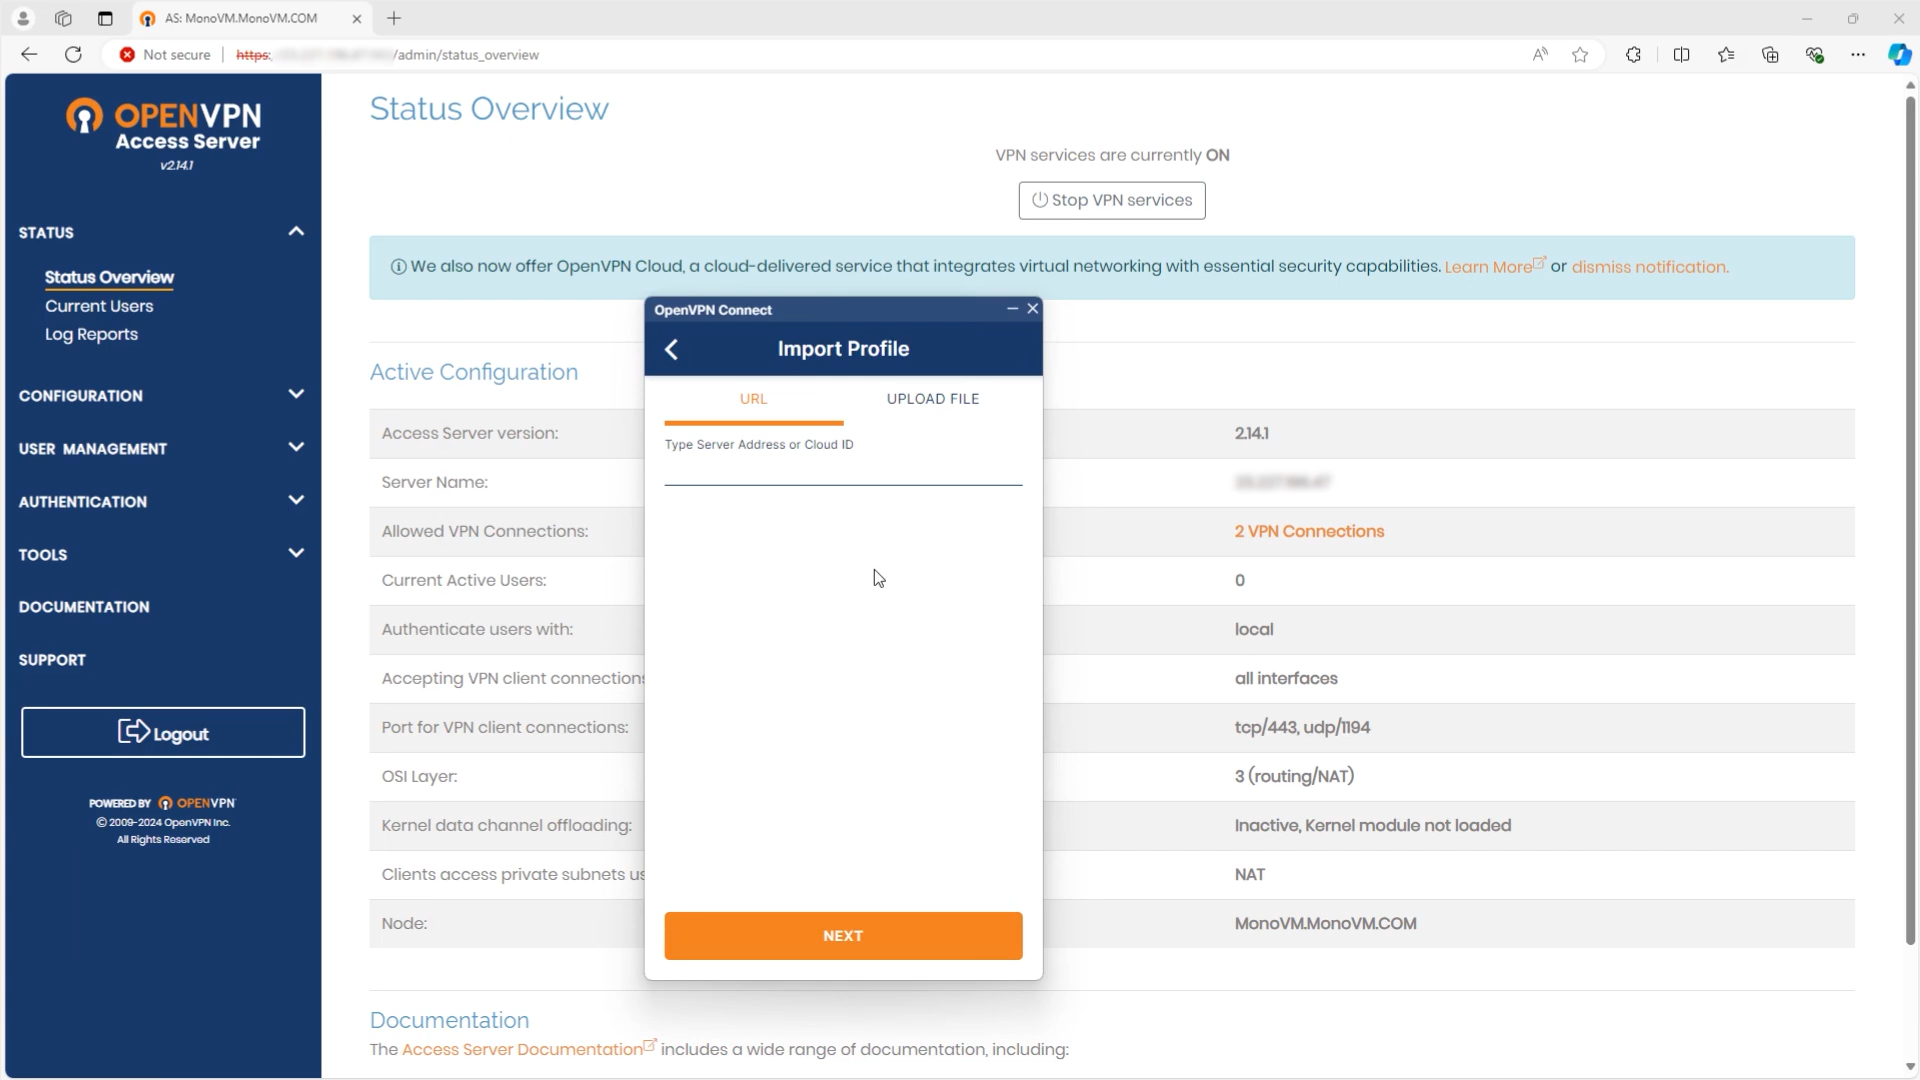 AS: MonoVM.MonoVM.COM
Not secure
https:
/admin/status_overview
OPENVPN
Access Server
v2.14.1
STATUS
Status Overview
Current Users
Log Reports
CONFIGURATION
USER MANAGEMENT
AUTHENTICATION
TOOLS
DOCUMENTATION
SUPPORT
Logout
POWERED BY OPENVPN
© 2009-2024 OpenVPN Inc.
All Rights Reserved
Status Overview
VPN services are currently ON
Stop VPN services
We also now offer OpenVPN Cloud, a cloud-delivered service that integrates virtual networking with essential security capabilities. Learn More or dismiss notification.
Active Configuration
Access Server version: 2.14.1
Server Name:
Allowed VPN Connections: 2 VPN Connections
Current Active Users: 0
Authenticate users with: local
Accepting VPN client connections all interfaces
Port for VPN client connections: tcp/443, udp/1194
OSI Layer: 3 (routing/NAT)
Kernel data channel offloading: Inactive, Kernel module not loaded
Clients access private subnets us NAT
Node: MonoVM.MonoVM.COM
Documentation
The Access Server Documentation includes a wide range of documentation, including:
OpenVPN Connect
Import Profile
URL UPLOAD FILE
Type Server Address or Cloud ID
NEXT